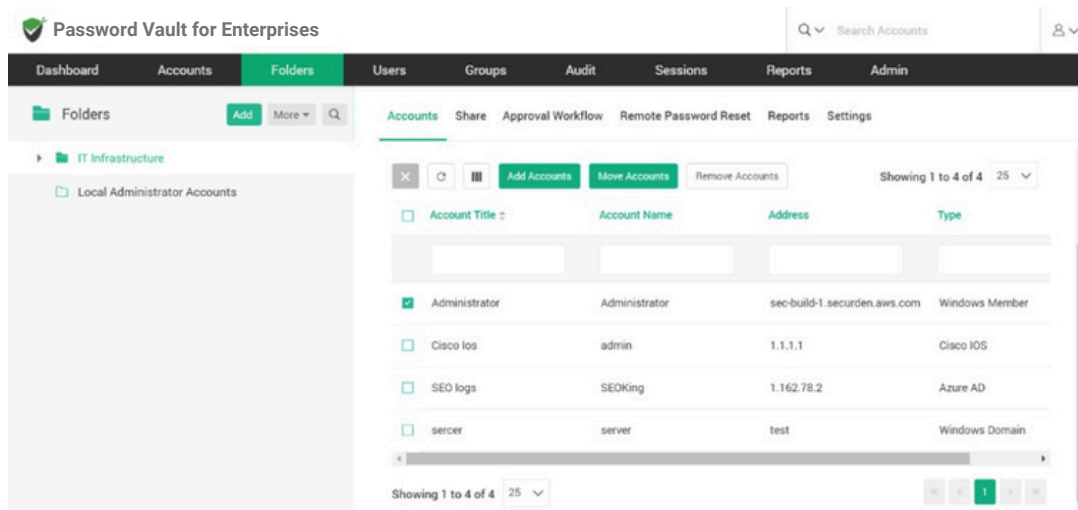 Password Vault for Enterprises
Search Accounts
Dashboard Accounts Folders Users Groups Audit Sessions Reports Admin
Folders Add More
Accounts Share Approval Workflow Remote Password Reset Reports Settings
IT Infrastructure
Local Administrator Accounts
Add Accounts Move Accounts Remove Accounts Showing 1 to 4 of 4 25
Account Title Account Name Address Type
Administrator Administrator sec-build-1.securden.aws.com Windows Member
Cisco Ios admin 1.1.1.1 Cisco IOS
SEO logs SEOKing 1.162.78.2 Azure AD
sercer server test Windows Domain
Showing 1 to 4 of 4 25 1